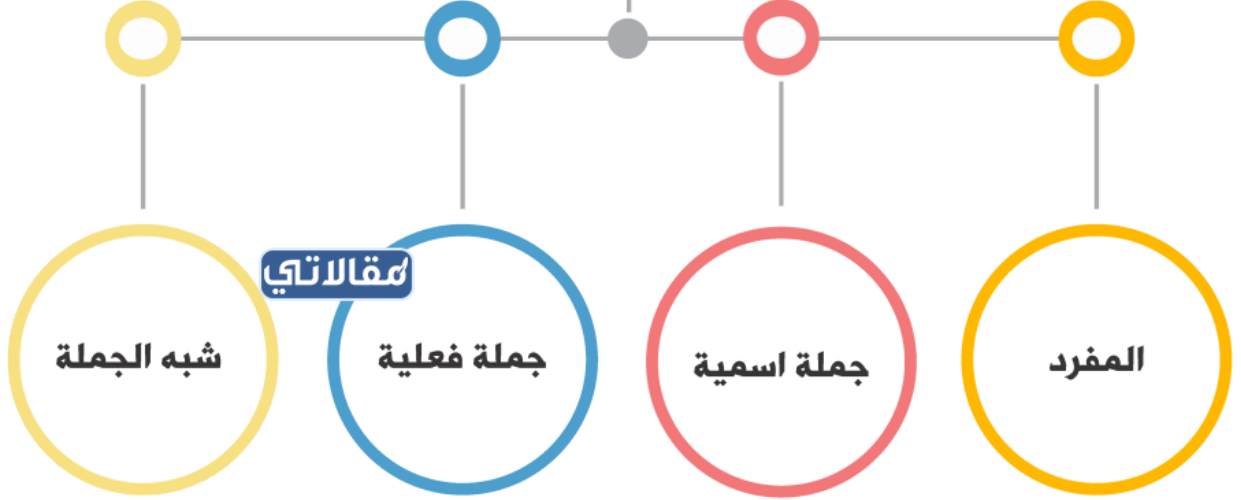 المفرد
جملة اسمية
جملة فعلية
شبه الجملة
مقالاتي